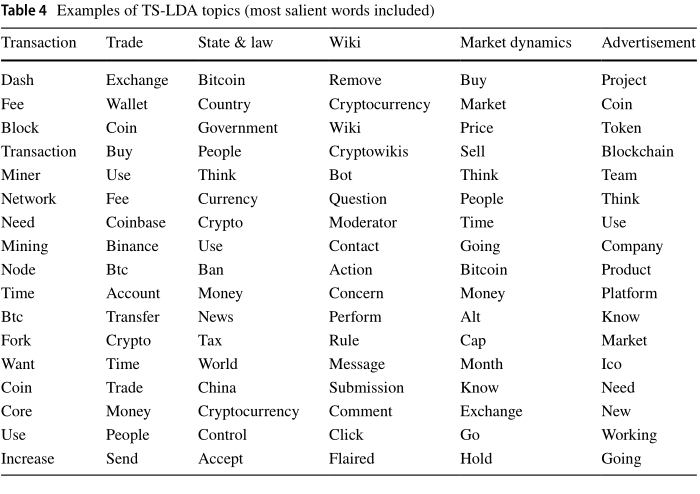 Table 4 Examples of TS-LDA topics (most salient words included)
Transaction Trade State & law Wiki Market dynamics Advertisement
Dash Exchange Bitcoin Remove Buy Project
Fee Wallet Country Cryptocurrency Market Coin
Block Coin Government Wiki Price Token
Transaction Buy People Cryptowikis Sell Blockchain
Miner Use Think Bot Think Team
Network Fee Currency Question People Think
Need Coinbase Crypto Moderator Time Use
Mining Binance Use Contact Going Company
Node Btc Ban Action Bitcoin Product
Time Account Money Concern Money Platform
Btc Transfer News Perform Alt Know
Fork Crypto Tax Rule Cap Market
Want Time World Message Month Ico
Coin Trade China Submission Know Need
Core Money Cryptocurrency Comment Exchange New
Use People Control Click Go Working
Increase Send Accept Flaired Hold Going